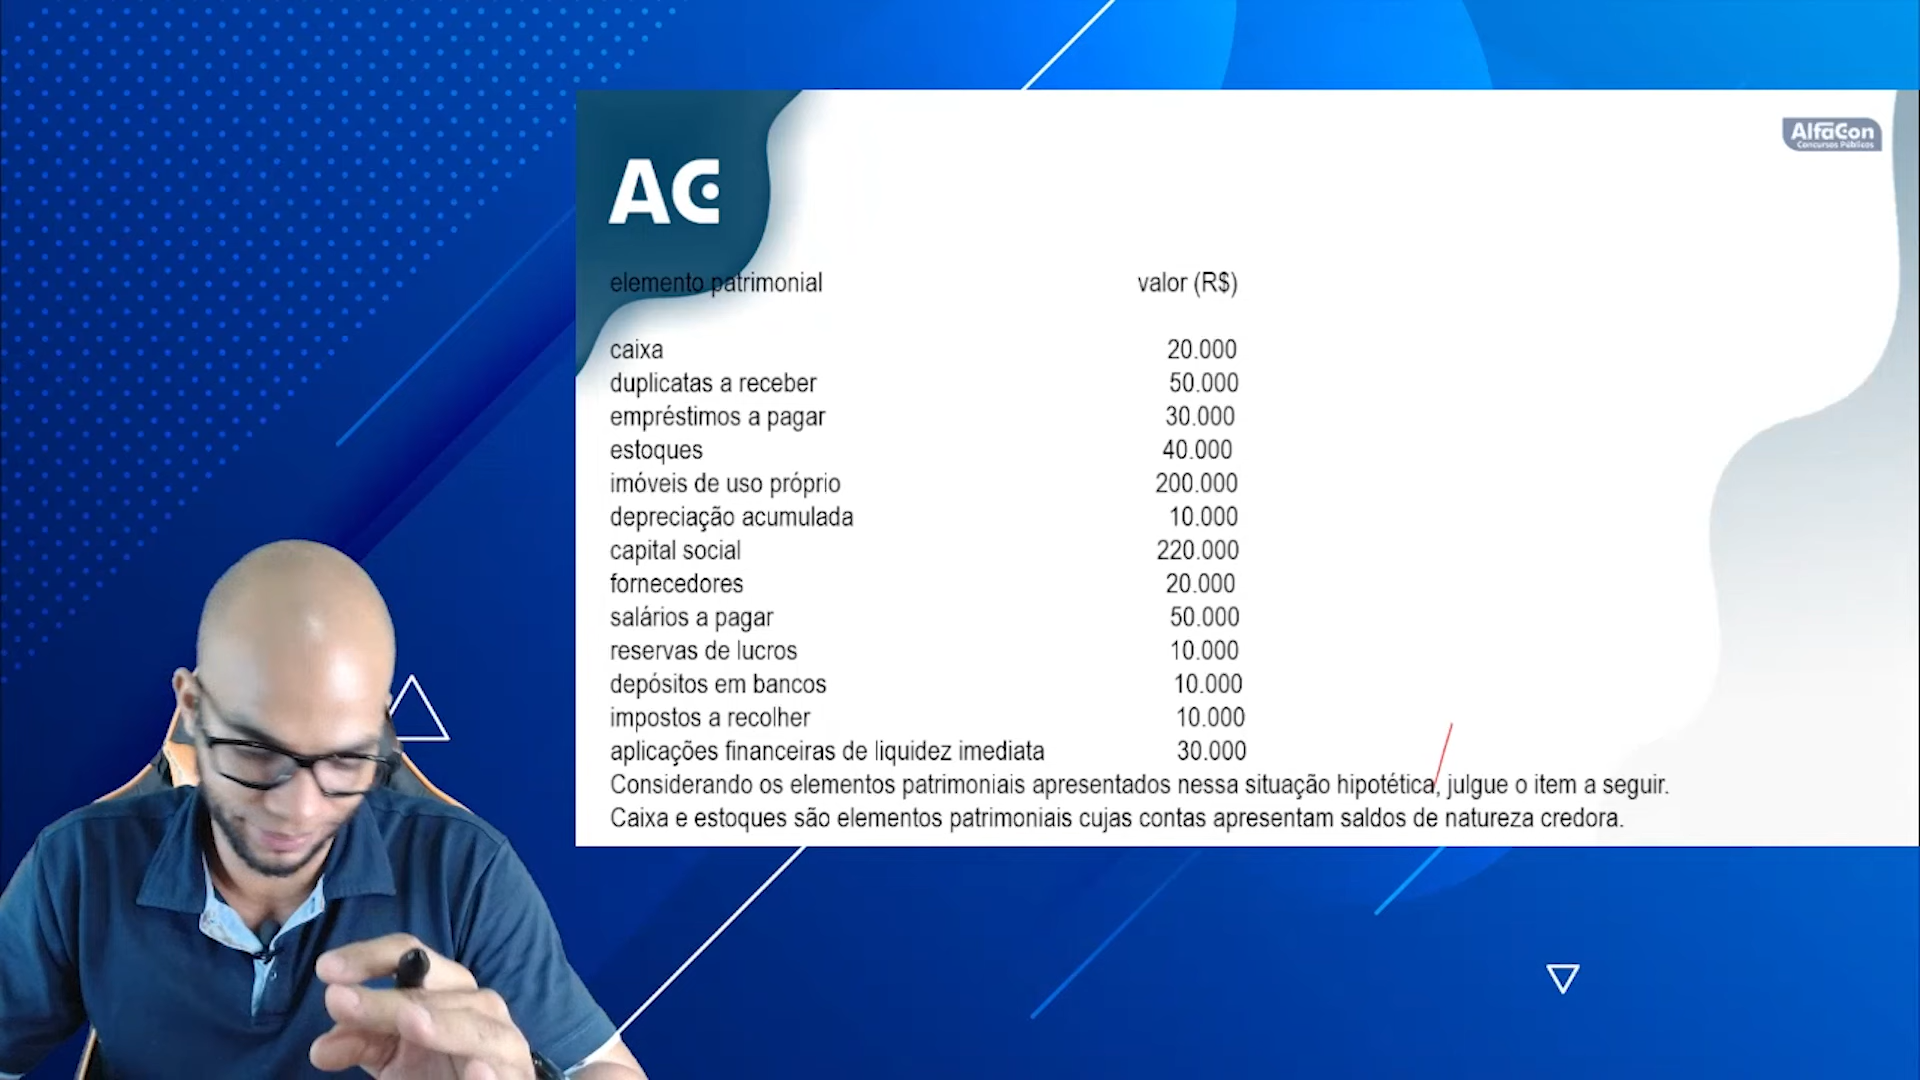 AC
AlfaCon
Concursos Públicos
elemento patrimonial valor (R$)
caixa 20.000
duplicatas a receber 50.000
empréstimos a pagar 30.000
estoques 40.000
imóveis de uso próprio 200.000
depreciação acumulada 10.000
capital social 220.000
fornecedores 20.000
salários a pagar 50.000
reservas de lucros 10.000
depósitos em bancos 10.000
impostos a recolher 10.000
aplicações financeiras de liquidez imediata 30.000
Considerando os elementos patrimoniais apresentados nessa situação hipotética, julgue o item a seguir.
Caixa e estoques são elementos patrimoniais cujas contas apresentam saldos de natureza credora.